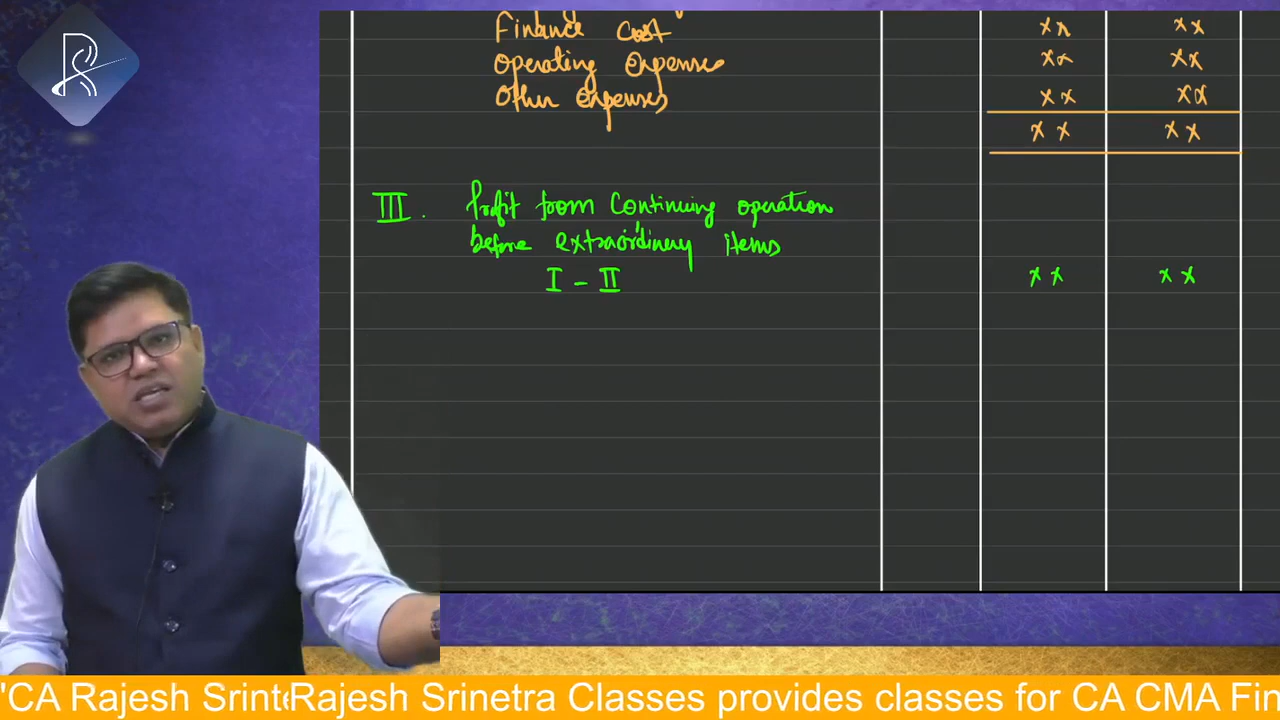 Finance cost xx xx
operating expenses xx xx
Other expenses xx xx
xx xx
III. Profit from Continuing operation
before extraordinary items
I - II xx xx
"CA Rajesh Srinte Rajesh Srinetra Classes provides classes for CA CMA Fin